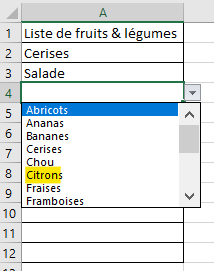 A
1 Liste de fruits & légumes
2 Cerises
3 Salade
4
5 Abricots
6 Ananas
Bananes
7 Cerises
Chou
8 Citrons
9 Fraises
Framboises
10
11
12